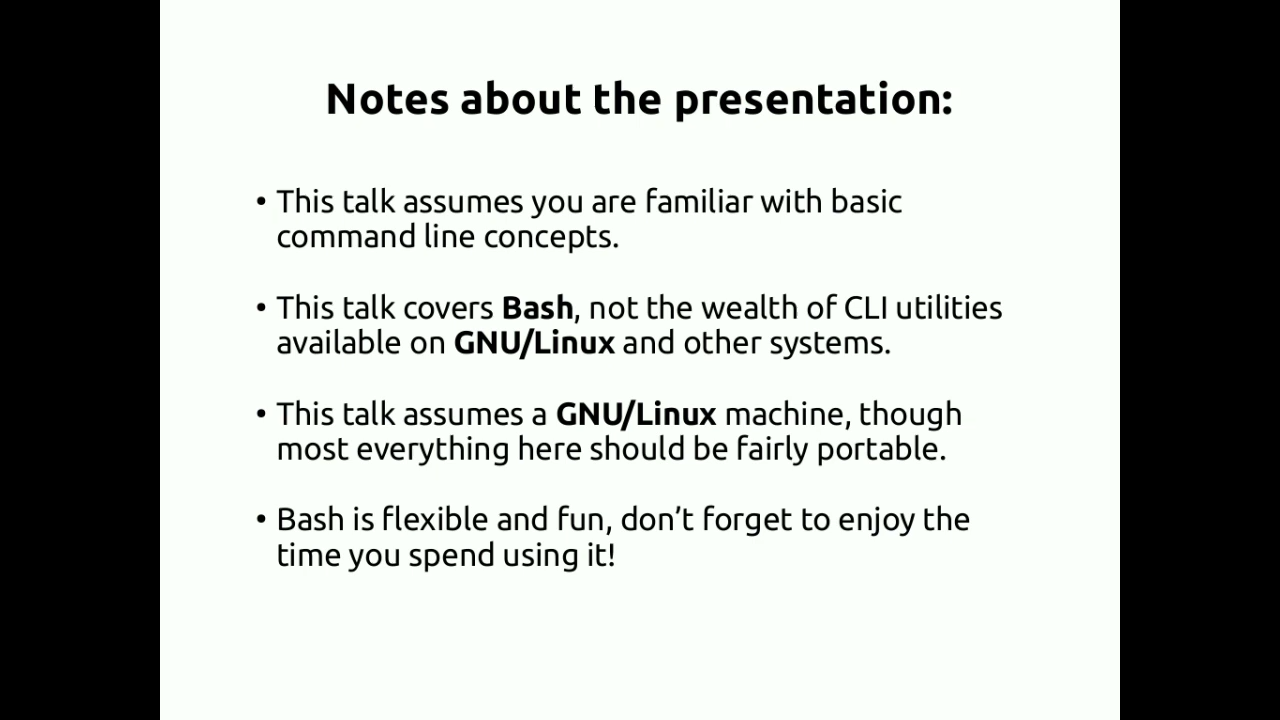 Notes about the presentation:
• This talk assumes you are familiar with basic
command line concepts.
• This talk covers Bash, not the wealth of CLI utilities
available on GNU/Linux and other systems.
• This talk assumes a GNU/Linux machine, though
most everything here should be fairly portable.
• Bash is flexible and fun, don’t forget to enjoy the
time you spend using it!